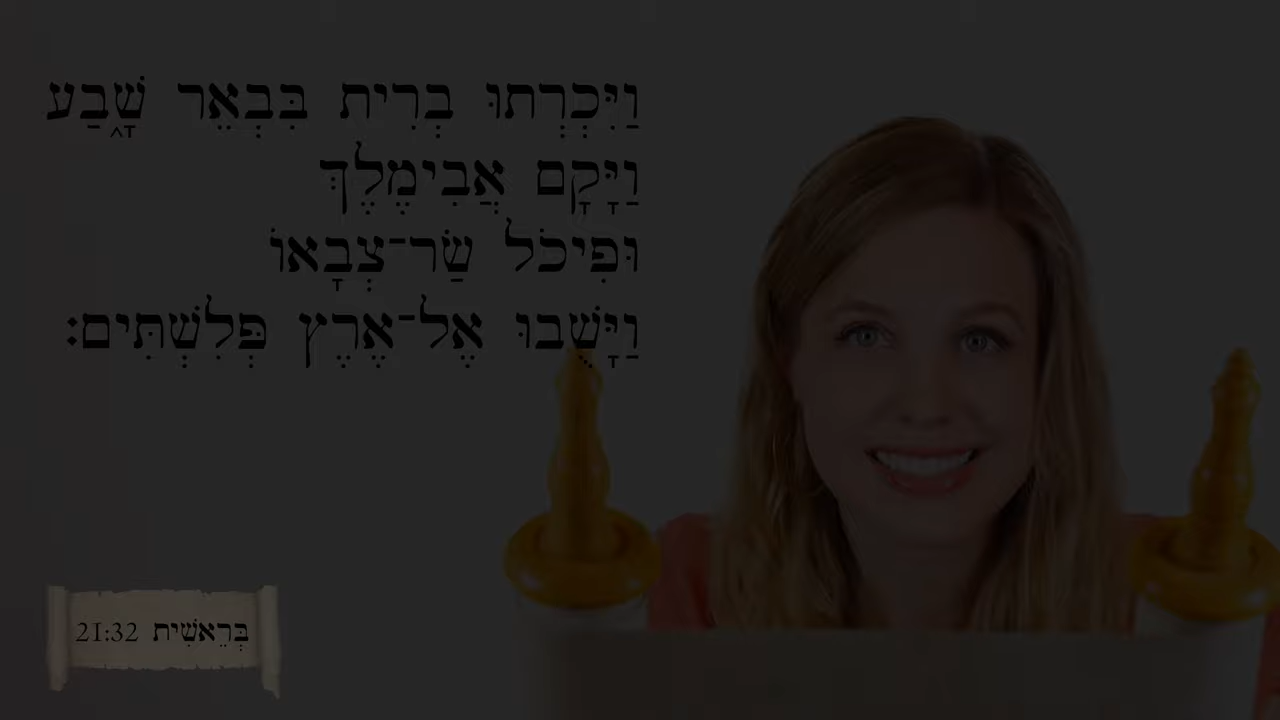 וַיִּכְרְתוּ בְרִית בִּבְאֵר שָׁ֑בַע
וַיָּקָם אֲבִימֶלֶךְ
וּפִיכֹל שַׂר־צְבָאוֹ
וַיָּשֻׁבוּ אֶל־אֶרֶץ פְּלִשְׁתִּים׃
בְּרֵאשִׁית 21:32